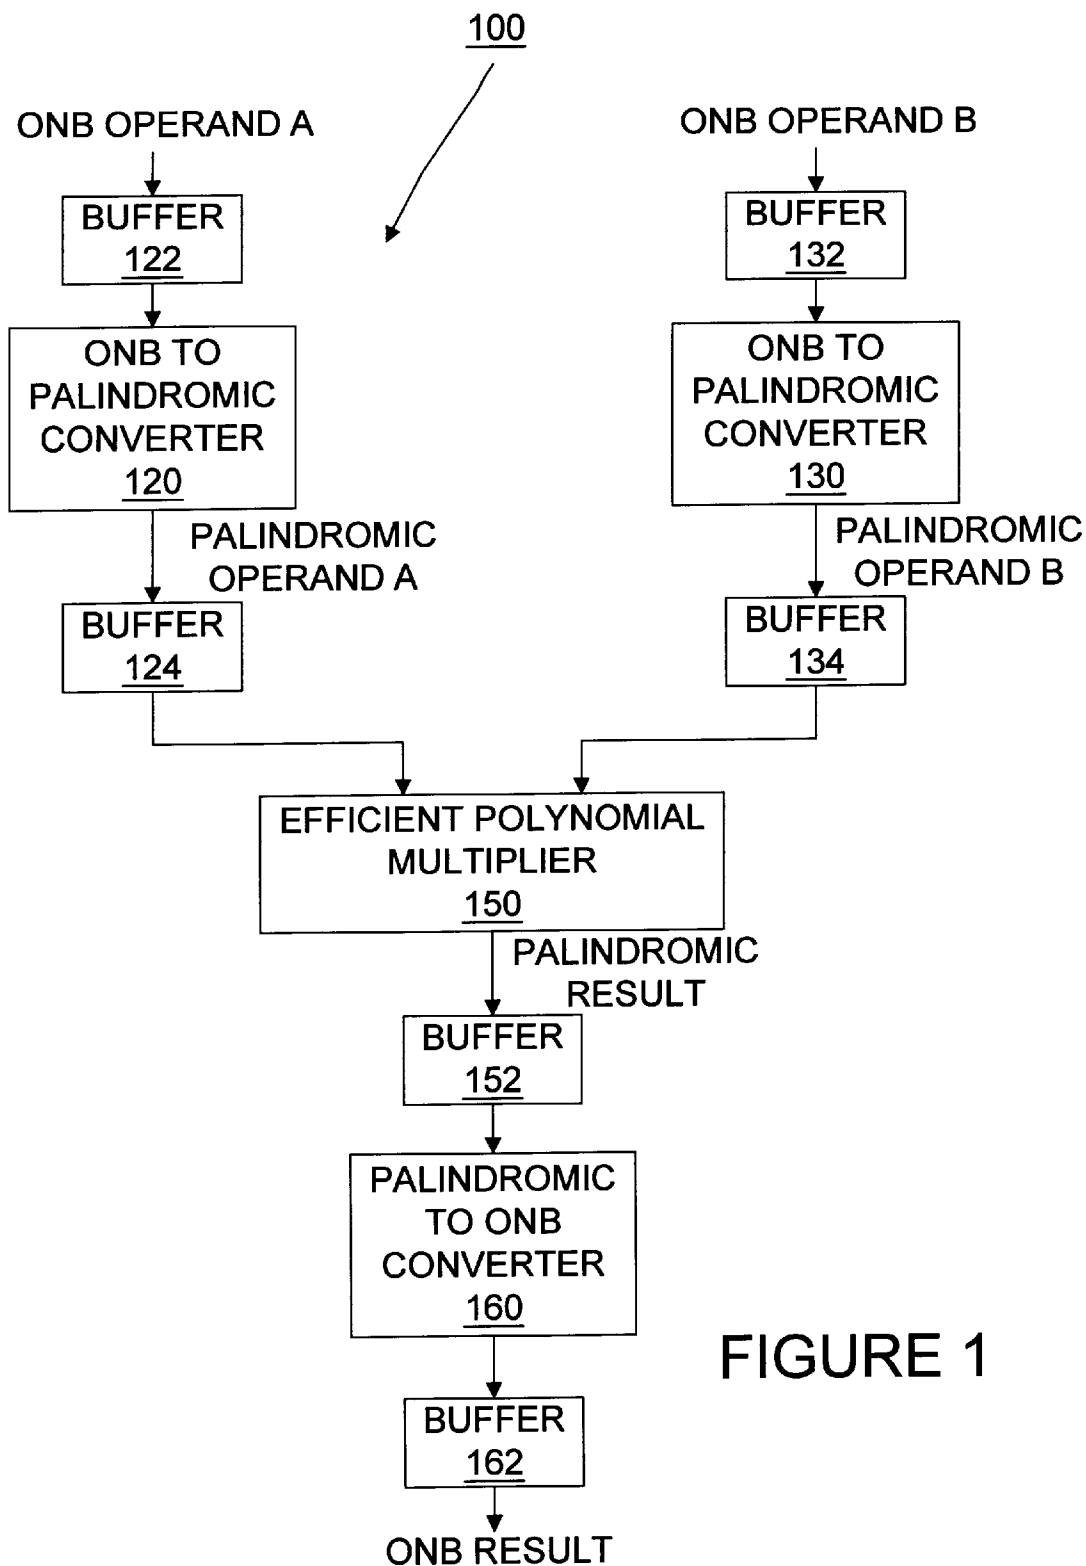 100
ONB OPERAND A
ONB OPERAND B
BUFFER
122
BUFFER
132
ONB TO
PALINDROMIC
CONVERTER
120
ONB TO
PALINDROMIC
CONVERTER
130
PALINDROMIC
OPERAND A
PALINDROMIC
OPERAND B
BUFFER
124
BUFFER
134
EFFICIENT POLYNOMIAL
MULTIPLIER
150
PALINDROMIC
RESULT
BUFFER
152
PALINDROMIC
TO ONB
CONVERTER
160
FIGURE 1
BUFFER
162
ONB RESULT